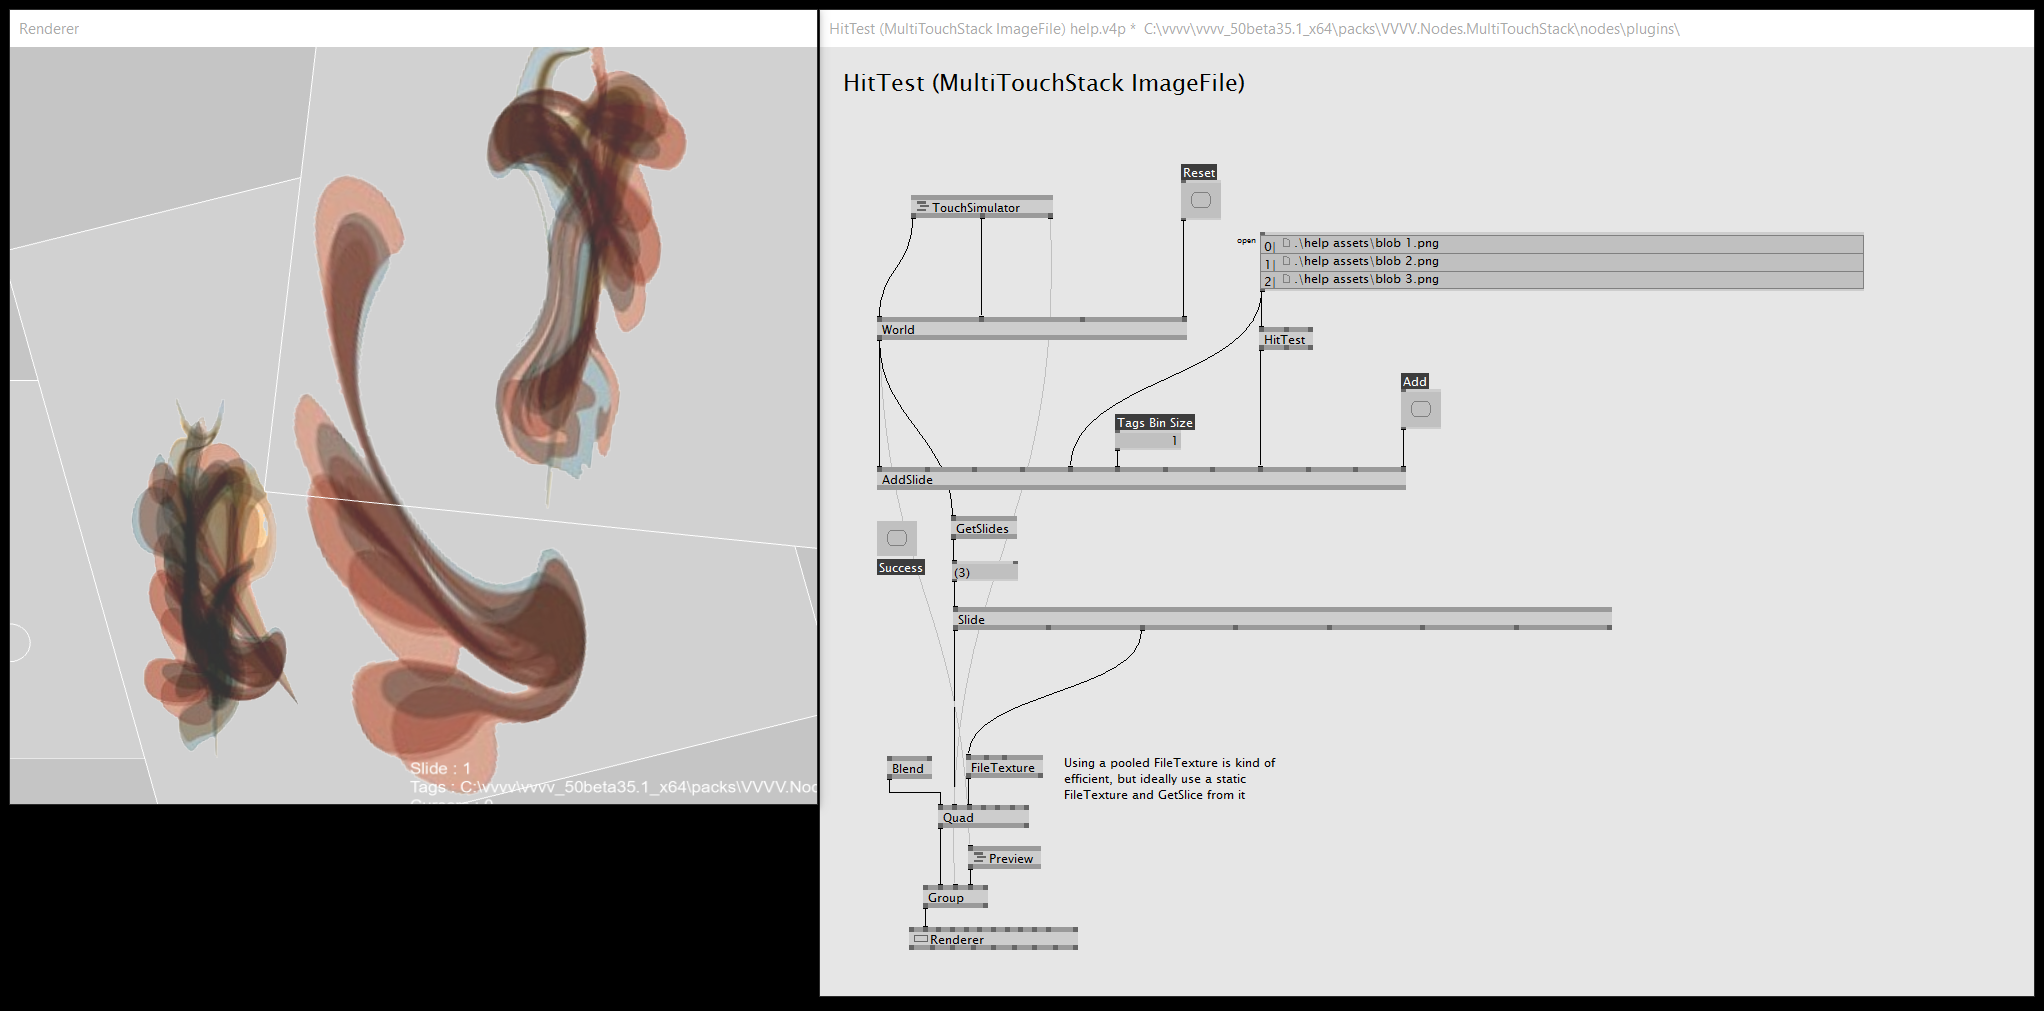 Renderer
Slide : 1
Tags : C:\vvvv\vvvv_50beta35.1_x64\packs\VVVV.Noc
HitTest (MultiTouchStack ImageFile) help.v4p *  C:\vvvv\vvvv_50beta35.1_x64\packs\VVVV.Nodes.MultiTouchStack\nodes\plugins\
HitTest (MultiTouchStack ImageFile)
Reset
TouchSimulator
open
0| .\help assets\blob 1.png
1| .\help assets\blob 2.png
2| .\help assets\blob 3.png
World
HitTest
Add
Tags Bin Size
1
AddSlide
GetSlides
Success
(3)
Slide
Blend
FileTexture
Using a pooled FileTexture is kind of
efficient, but ideally use a static
FileTexture and GetSlice from it
Quad
Preview
Group
Renderer